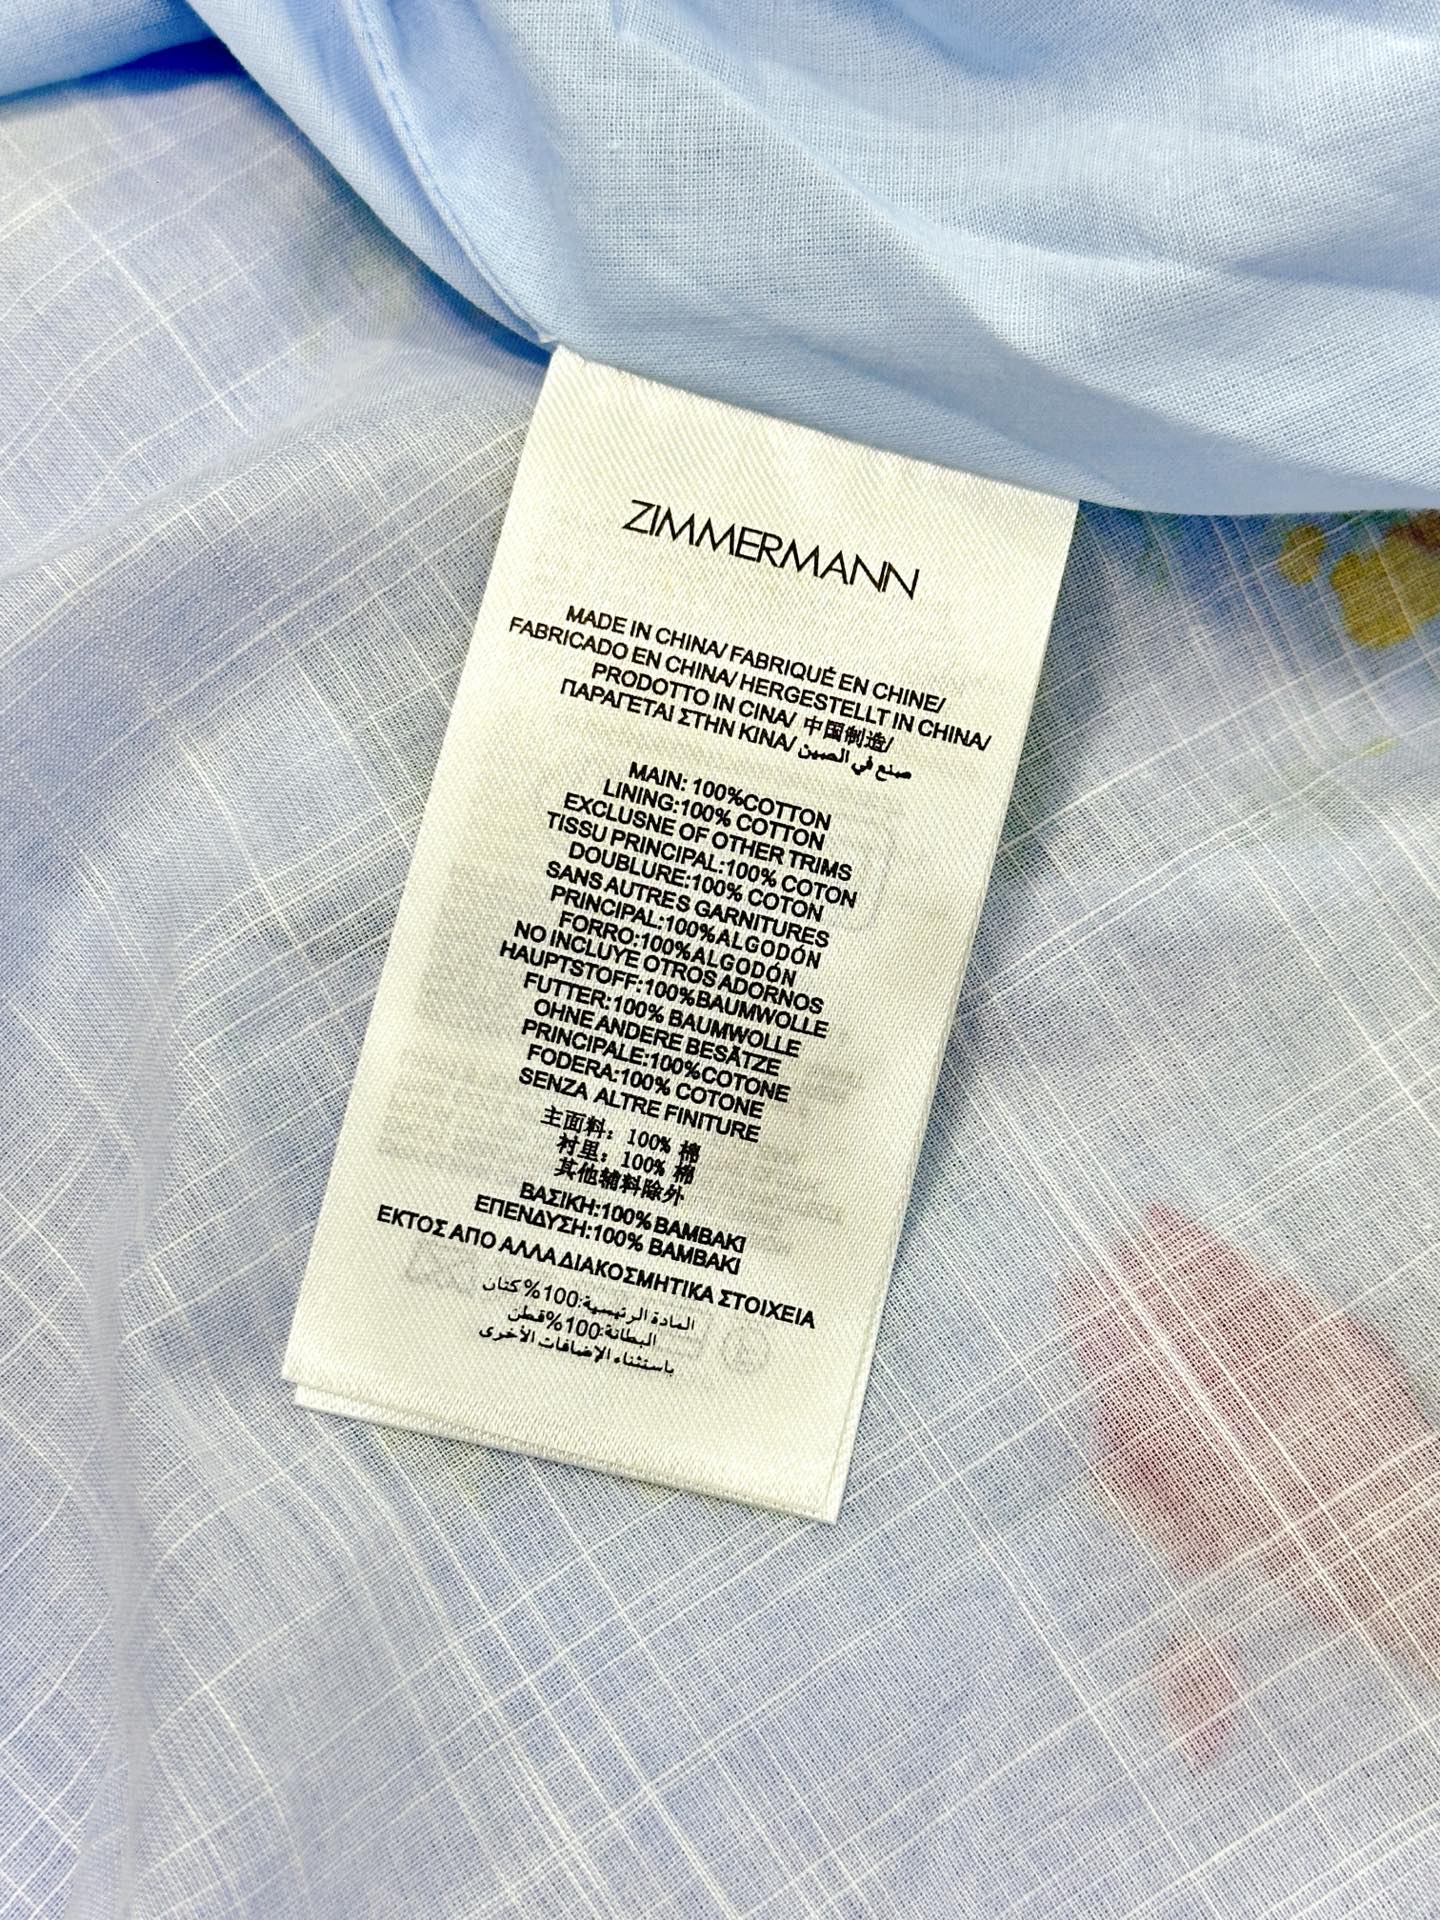 ZIMMERMANN
MADE IN CHINA/ FABRIQUÉ EN CHINE/
FABRICADO EN CHINA/ HERGESTELLT IN CHINA/
PRODOTTO IN CINA/ 中国制造/
ΠΑΡΑΓΕΤΑΙ ΣΤΗΝ ΚΙΝΑ/ صنع في الصين
MAIN: 100%COTTON
LINING:100% COTTON
EXCLUSNE OF OTHER TRIMS
TISSU PRINCIPAL:100% COTON
DOUBLURE:100% COTON
SANS AUTRES GARNITURES
PRINCIPAL:100%ALGODÓN
FORRO:100%ALGODÓN
NO INCLUYE OTROS ADORNOS
HAUPTSTOFF:100%BAUMWOLLE
FUTTER:100% BAUMWOLLE
OHNE ANDERE BESÄTZE
PRINCIPALE:100%COTONE
FODERA:100% COTONE
SENZA ALTRE FINITURE
主面料：100% 棉
衬里：100% 棉
其他辅料除外
ΒΑΣΙΚΗ:100% ΒΑΜΒΑΚΙ
ΕΠΕΝΔΥΣΗ:100% ΒΑΜΒΑΚΙ
ΕΚΤΟΣ ΑΠΟ ΑΛΛΑ ΔΙΑΚΟΣΜΗΤΙΚΑ ΣΤΟΙΧΕΙΑ
المادة الرئيسية:100% كتان
البطانة:100%قطن
باستثناء الإضافات الأخرى